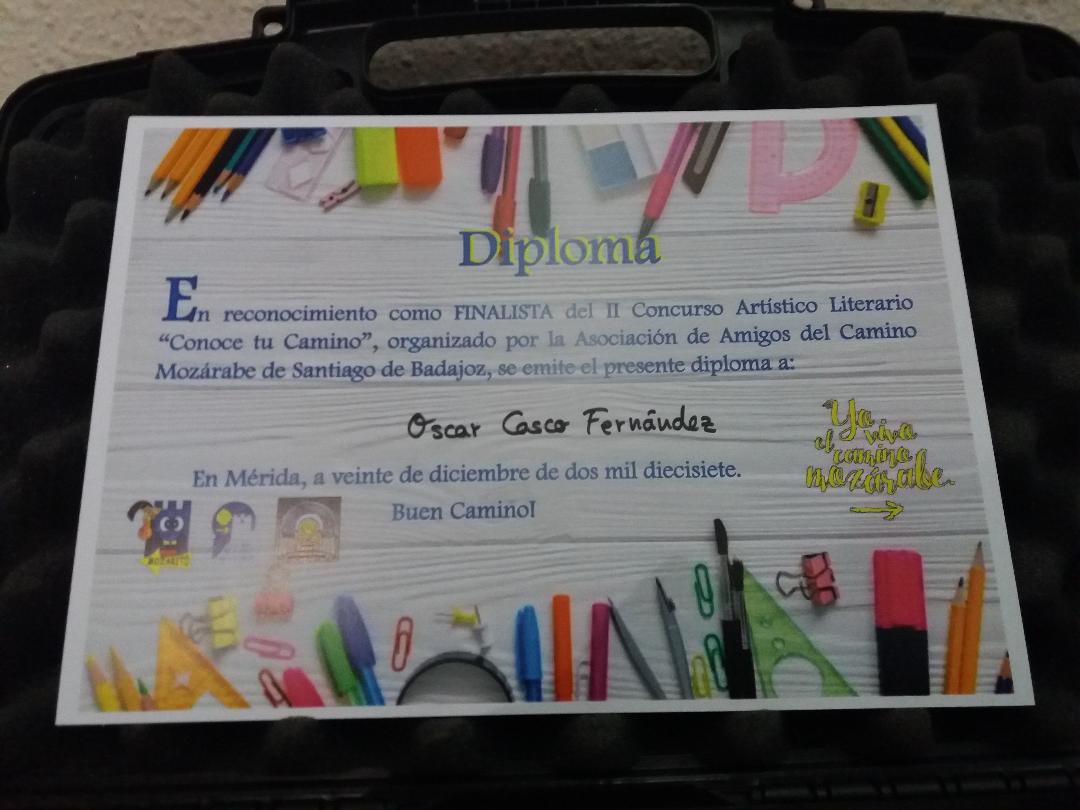 Diploma
En reconocimiento como FINALISTA del II Concurso Artístico Literario
“Conoce tu Camino”, organizado por la Asociación de Amigos del Camino
Mozárabe de Santiago de Badajoz, se emite el presente diploma a:
Oscar Casco Fernández
Yo
vivo
el camino
mozárabe.
En Mérida, a veinte de diciembre de dos mil diecisiete.
Buen Camino!
MOZARITO